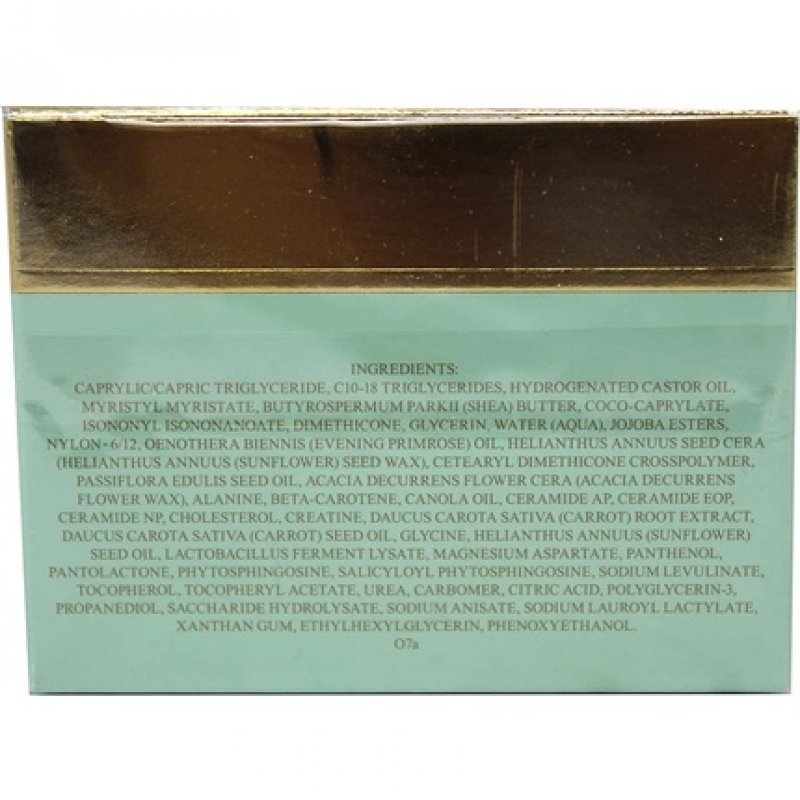 INGREDIENTS:
CAPRYLIC/CAPRIC TRIGLYCERIDE, C10-18 TRIGLYCERIDES, HYDROGENATED CASTOR OIL,
MYRISTYL MYRISTATE, BUTYROSPERMUM PARKII (SHEA) BUTTER, COCO-CAPRYLATE,
ISONONYL ISONONANOATE, DIMETHICONE, GLYCERIN, WATER (AQUA), JOJOBA ESTERS,
NYLON-6/12, OENOTHERA BIENNIS (EVENING PRIMROSE) OIL, HELIANTHUS ANNUUS SEED CERA
(HELIANTHUS ANNUUS (SUNFLOWER) SEED WAX), CETEARYL DIMETHICONE CROSSPOLYMER,
PASSIFLORA EDULIS SEED OIL, ACACIA DECURRENS FLOWER CERA (ACACIA DECURRENS
FLOWER WAX), ALANINE, BETA-CAROTENE, CANOLA OIL, CERAMIDE AP, CERAMIDE EOP,
CERAMIDE NP, CHOLESTEROL, CREATINE, DAUCUS CAROTA SATIVA (CARROT) ROOT EXTRACT,
DAUCUS CAROTA SATIVA (CARROT) SEED OIL, GLYCINE, HELIANTHUS ANNUUS (SUNFLOWER)
SEED OIL, LACTOBACILLUS FERMENT LYSATE, MAGNESIUM ASPARTATE, PANTHENOL,
PANTOLACTONE, PHYTOSPHINGOSINE, SALICYLOYL PHYTOSPHINGOSINE, SODIUM LEVULINATE,
TOCOPHEROL, TOCOPHERYL ACETATE, UREA, CARBOMER, CITRIC ACID, POLYGLYCERIN-3,
PROPANEDIOL, SACCHARIDE HYDROLYSATE, SODIUM ANISATE, SODIUM LAUROYL LACTYLATE,
XANTHAN GUM, ETHYLHEXYLGLYCERIN, PHENOXYETHANOL.
O7a